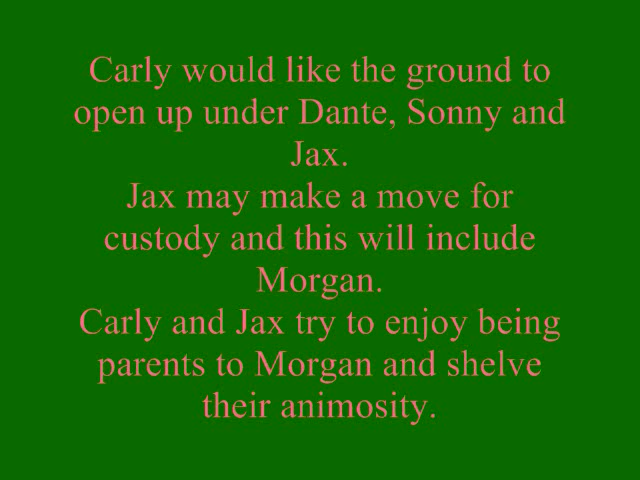 Carly would like the ground to
open up under Dante, Sonny and
Jax.
Jax may make a move for
custody and this will include
Morgan.
Carly and Jax try to enjoy being
parents to Morgan and shelve
their animosity.